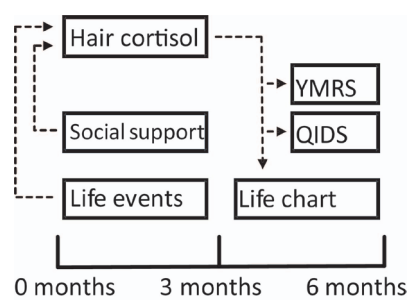 Hair cortisol
YMRS
Social support
QIDS
Life events
Life chart
0 months 3 months 6 months